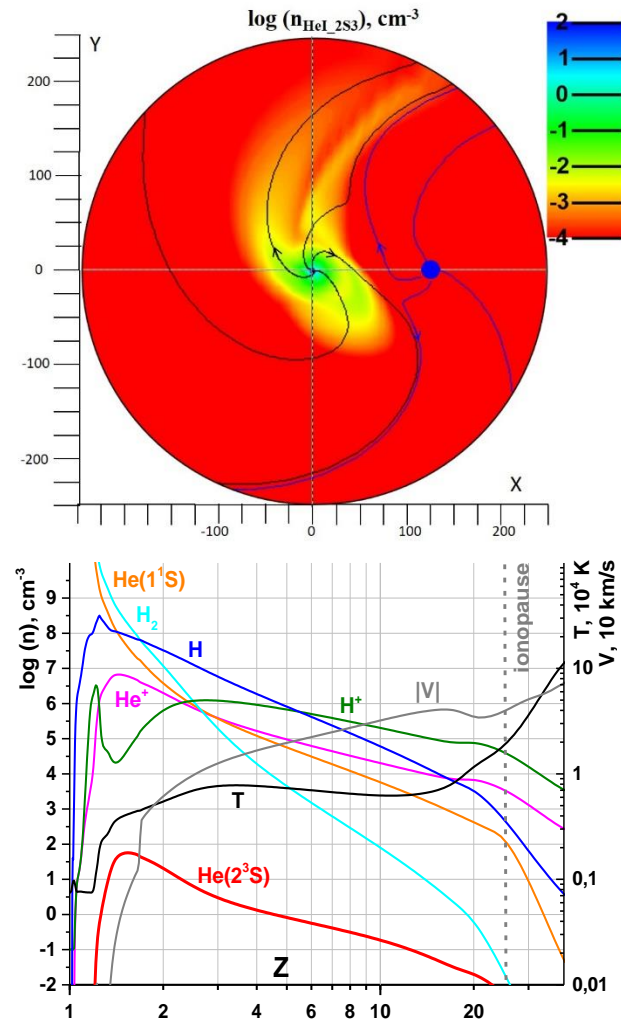 log (n_HeI_2S3), cm⁻³
Y
200
100
0
-100
-200
-100
0
100
200
X
2
1
0
-1
-2
-3
-4
log (n), cm⁻³
9
8
7
6
5
4
3
2
1
0
-1
-2
He(1¹S)
H₂
H
He⁺
H⁺
|V|
T
He(2³S)
ionopause
T, 10⁴ K
V, 10 km/s
10
1
0,1
0,01
Z
1
2
4
6
8
10
20